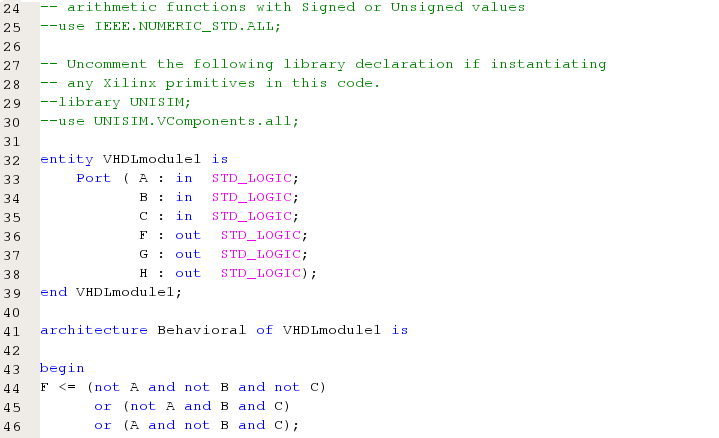 24 -- arithmetic functions with Signed or Unsigned values
25 --use IEEE.NUMERIC_STD.ALL;
26
27 -- Uncomment the following library declaration if instantiating
28 -- any Xilinx primitives in this code.
29 --library UNISIM;
30 --use UNISIM.VComponents.all;
31
32 entity VHDLmodule1 is
33     Port ( A : in  STD_LOGIC;
34            B : in  STD_LOGIC;
35            C : in  STD_LOGIC;
36            F : out  STD_LOGIC;
37            G : out  STD_LOGIC;
38            H : out  STD_LOGIC);
39 end VHDLmodule1;
40
41 architecture Behavioral of VHDLmodule1 is
42
43 begin
44 F <= (not A and not B and not C)
45       or (not A and B and C)
46       or (A and not B and C);